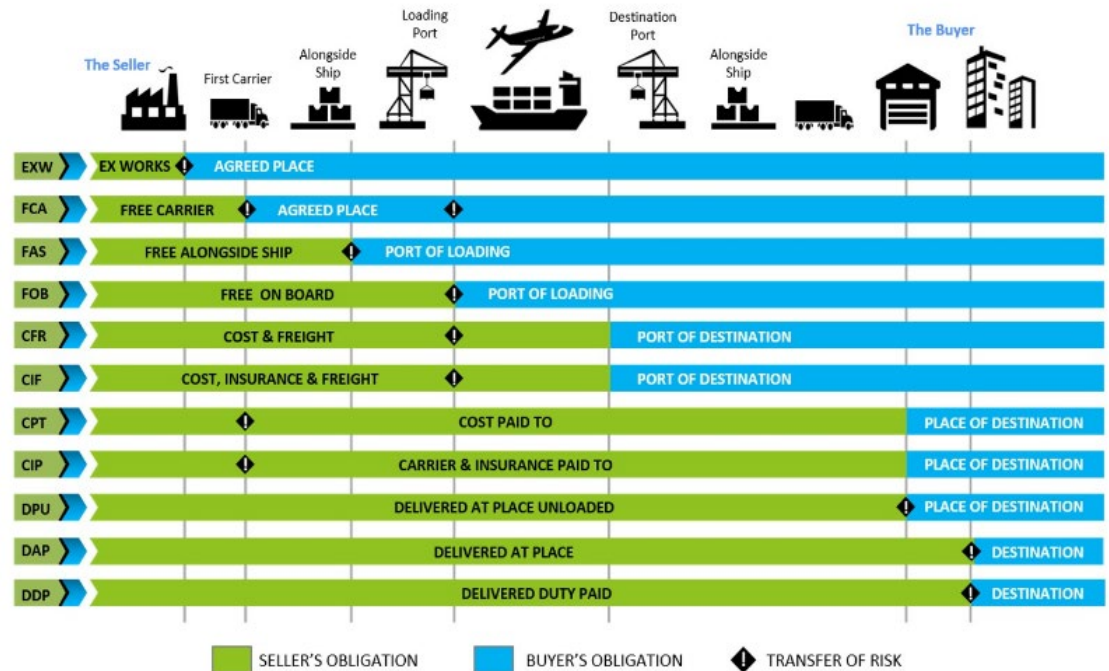 Loading
Port
Destination
Port
The Buyer
The Seller
Alongside
Ship
Alongside
Ship
First Carrier
EXW EX WORKS ! AGREED PLACE
FCA FREE CARRIER ! AGREED PLACE !
FAS FREE ALONGSIDE SHIP ! PORT OF LOADING
FOB FREE ON BOARD ! PORT OF LOADING
CFR COST & FREIGHT ! PORT OF DESTINATION
CIF COST, INSURANCE & FREIGHT ! PORT OF DESTINATION
CPT ! COST PAID TO PLACE OF DESTINATION
CIP ! CARRIER & INSURANCE PAID TO PLACE OF DESTINATION
DPU DELIVERED AT PLACE UNLOADED ! PLACE OF DESTINATION
DAP DELIVERED AT PLACE ! DESTINATION
DDP DELIVERED DUTY PAID ! DESTINATION
SELLER'S OBLIGATION BUYER'S OBLIGATION ! TRANSFER OF RISK